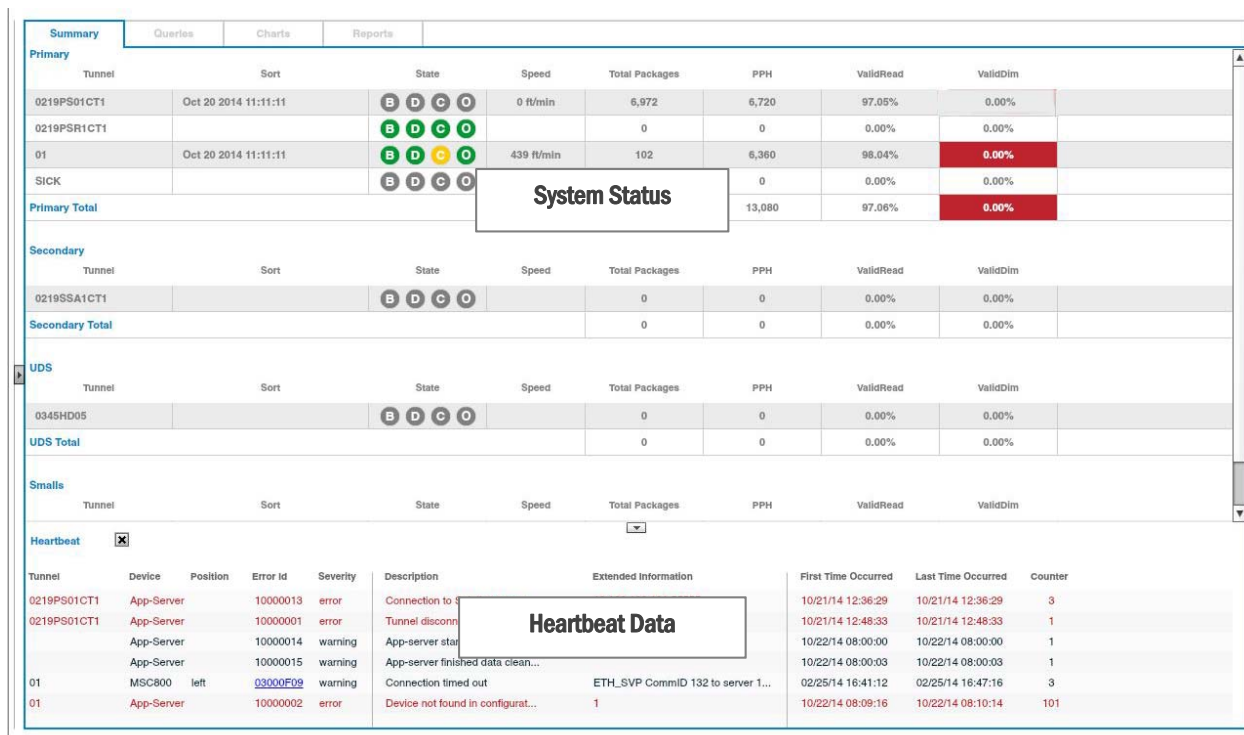 Summary Queries Charts Reports
Primary
Tunnel Sort State Speed Total Packages PPH ValidRead ValidDim
0219PS01CT1 Oct 20 2014 11:11:11 B D C O 0 ft/min 6,972 6,720 97.05% 0.00%
0219PSR1CT1 B D C O 0 0 0.00% 0.00%
01 Oct 20 2014 11:11:11 B D C O 439 ft/min 102 6,360 98.04% 0.00%
SICK B D C O 0 0.00% 0.00%
System Status
Primary Total 13,080 97.06% 0.00%
Secondary
Tunnel Sort State Speed Total Packages PPH ValidRead ValidDim
0219SSA1CT1 B D C O 0 0 0.00% 0.00%
Secondary Total 0 0 0.00% 0.00%
UDS
Tunnel Sort State Speed Total Packages PPH ValidRead ValidDim
0345HD05 B D C O 0 0 0.00% 0.00%
UDS Total 0 0 0.00% 0.00%
Smalls
Tunnel Sort State Speed Total Packages PPH ValidRead ValidDim
Heartbeat
Tunnel Device Position Error Id Severity Description Extended Information First Time Occurred Last Time Occurred Counter
0219PS01CT1 App-Server 10000013 error Connection to 10/21/14 12:36:29 10/21/14 12:36:29 3
0219PS01CT1 App-Server 10000001 error Tunnel disconn 10/21/14 12:48:33 10/21/14 12:48:33 1
Heartbeat Data
App-Server 10000014 warning App-server star 10/22/14 08:00:00 10/22/14 08:00:00 1
App-Server 10000015 warning App-server finished data clean... 10/22/14 08:00:03 10/22/14 08:00:03 1
01 MSC800 left 03000F09 warning Connection timed out ETH_SVP CommID 132 to server 1... 02/25/14 16:41:12 02/25/14 16:47:16 3
01 App-Server 10000002 error Device not found in configurat... 1 10/22/14 08:09:16 10/22/14 08:10:14 101